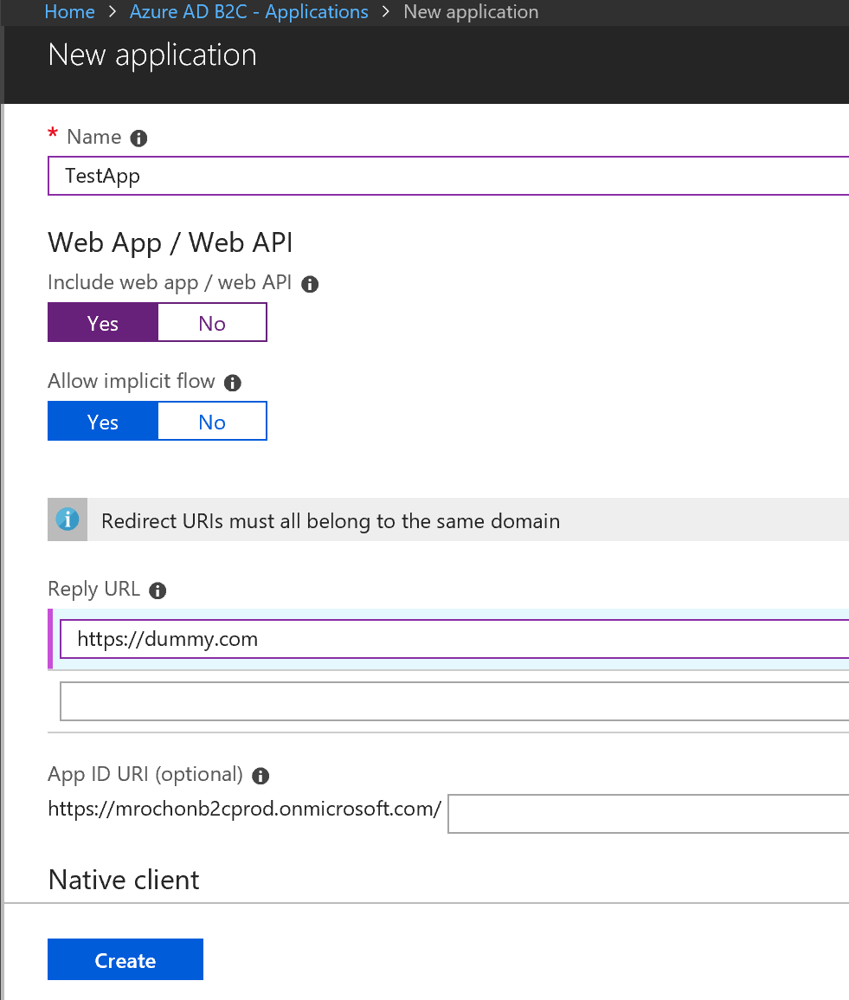 Home > Azure AD B2C - Applications > New application
New application
* Name
TestApp
Web App / Web API
Include web app / web API
Yes No
Allow implicit flow
Yes No
Redirect URIs must all belong to the same domain
Reply URL
https://dummy.com
App ID URI (optional)
https://mrochonb2cprod.onmicrosoft.com/
Native client
Create